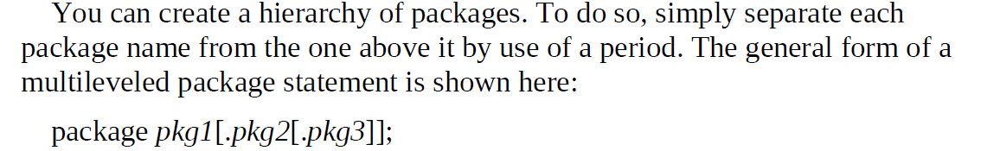 You can create a hierarchy of packages. To do so, simply separate each
package name from the one above it by use of a period. The general form of a
multileveled package statement is shown here:
package pkg1[.pkg2[.pkg3]];